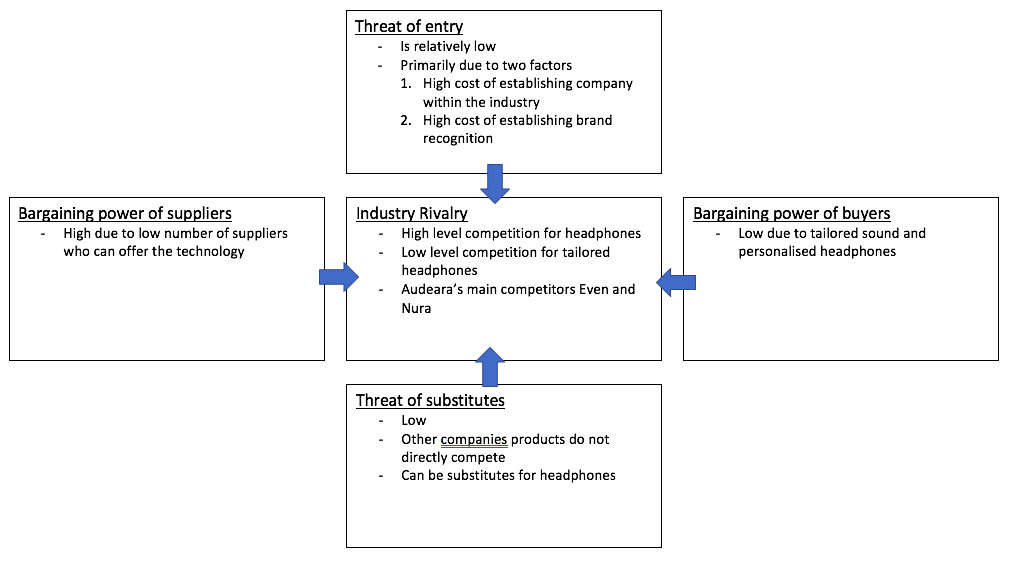 Threat of entry
- Is relatively low
- Primarily due to two factors
1. High cost of establishing company
within the industry
2. High cost of establishing brand
recognition
Bargaining power of suppliers
- High due to low number of suppliers
who can offer the technology
Industry Rivalry
- High level competition for headphones
- Low level competition for tailored
headphones
- Audeara's main competitors Even and
Nura
Bargaining power of buyers
- Low due to tailored sound and
personalised headphones
Threat of substitutes
- Low
- Other companies products do not
directly compete
- Can be substitutes for headphones